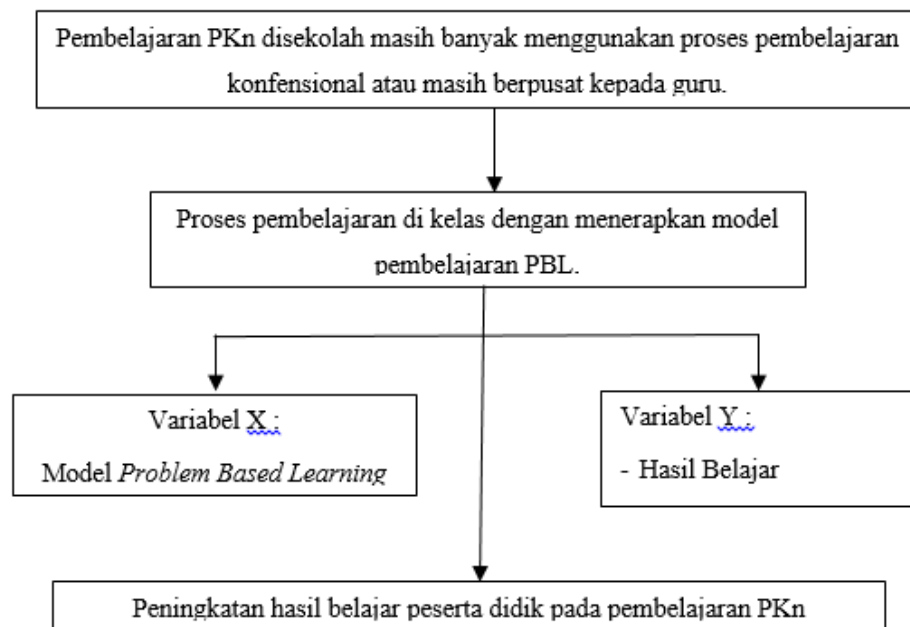 Pembelajaran PKn disekolah masih banyak menggunakan proses pembelajaran
konfensional atau masih berpusat kepada guru.
Proses pembelajaran di kelas dengan menerapkan model
pembelajaran PBL.
Variabel X :
Model Problem Based Learning
Variabel Y :
- Hasil Belajar
Peningkatan hasil belajar peserta didik pada pembelajaran PKn